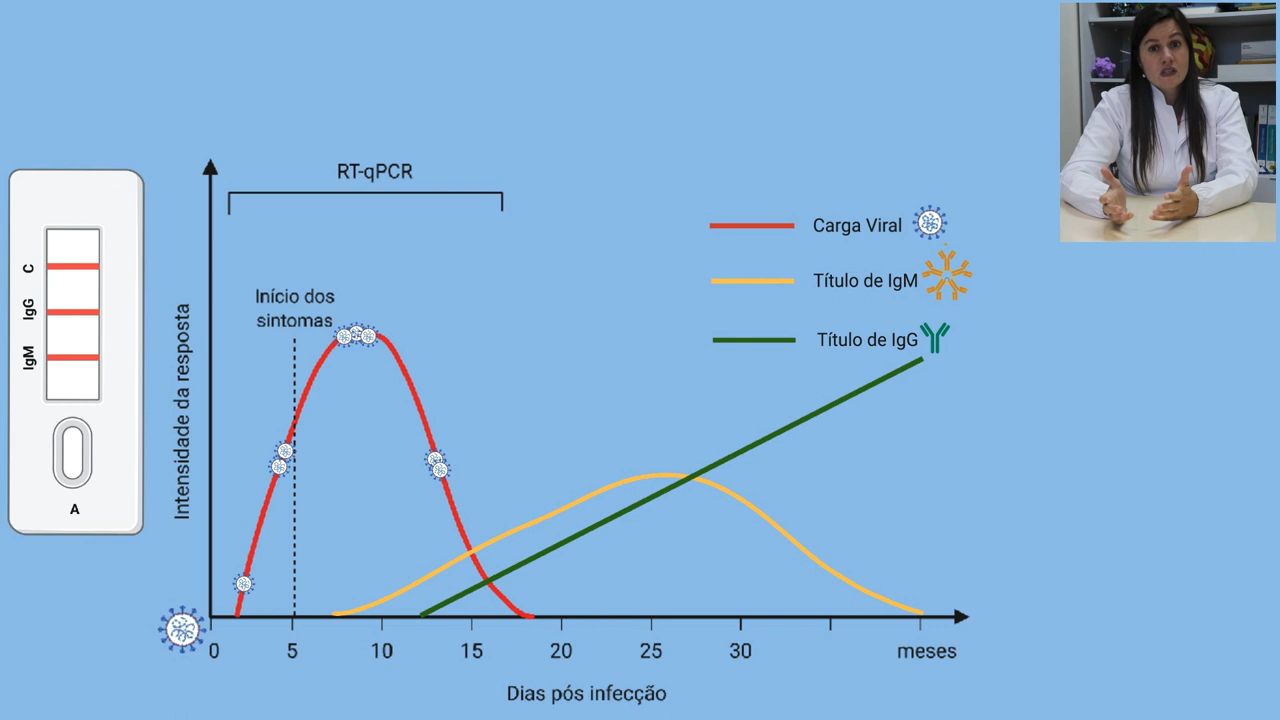 RT-qPCR
Carga Viral
Título de IgM
Título de IgG
Início dos
sintomas
C
IgG
IgM
A
Intensidade da resposta
0
5
10
15
20
25
30
meses
Dias pós infecção